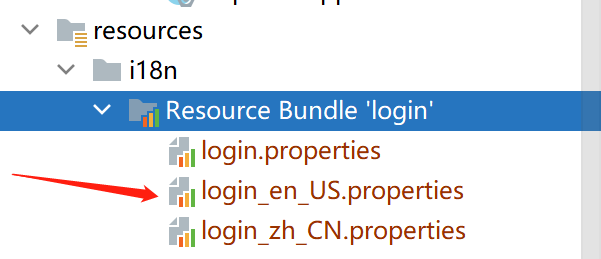 resources
i18n
Resource Bundle 'login'
login.properties
login_en_US.properties
login_zh_CN.properties